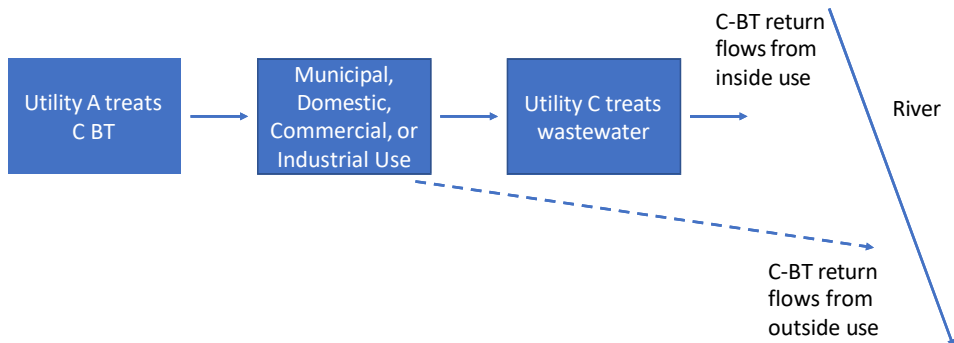 Utility A treats
C BT
Municipal,
Domestic,
Commercial, or
Industrial Use
Utility C treats
wastewater
C-BT return
flows from
inside use
River
C-BT return
flows from
outside use